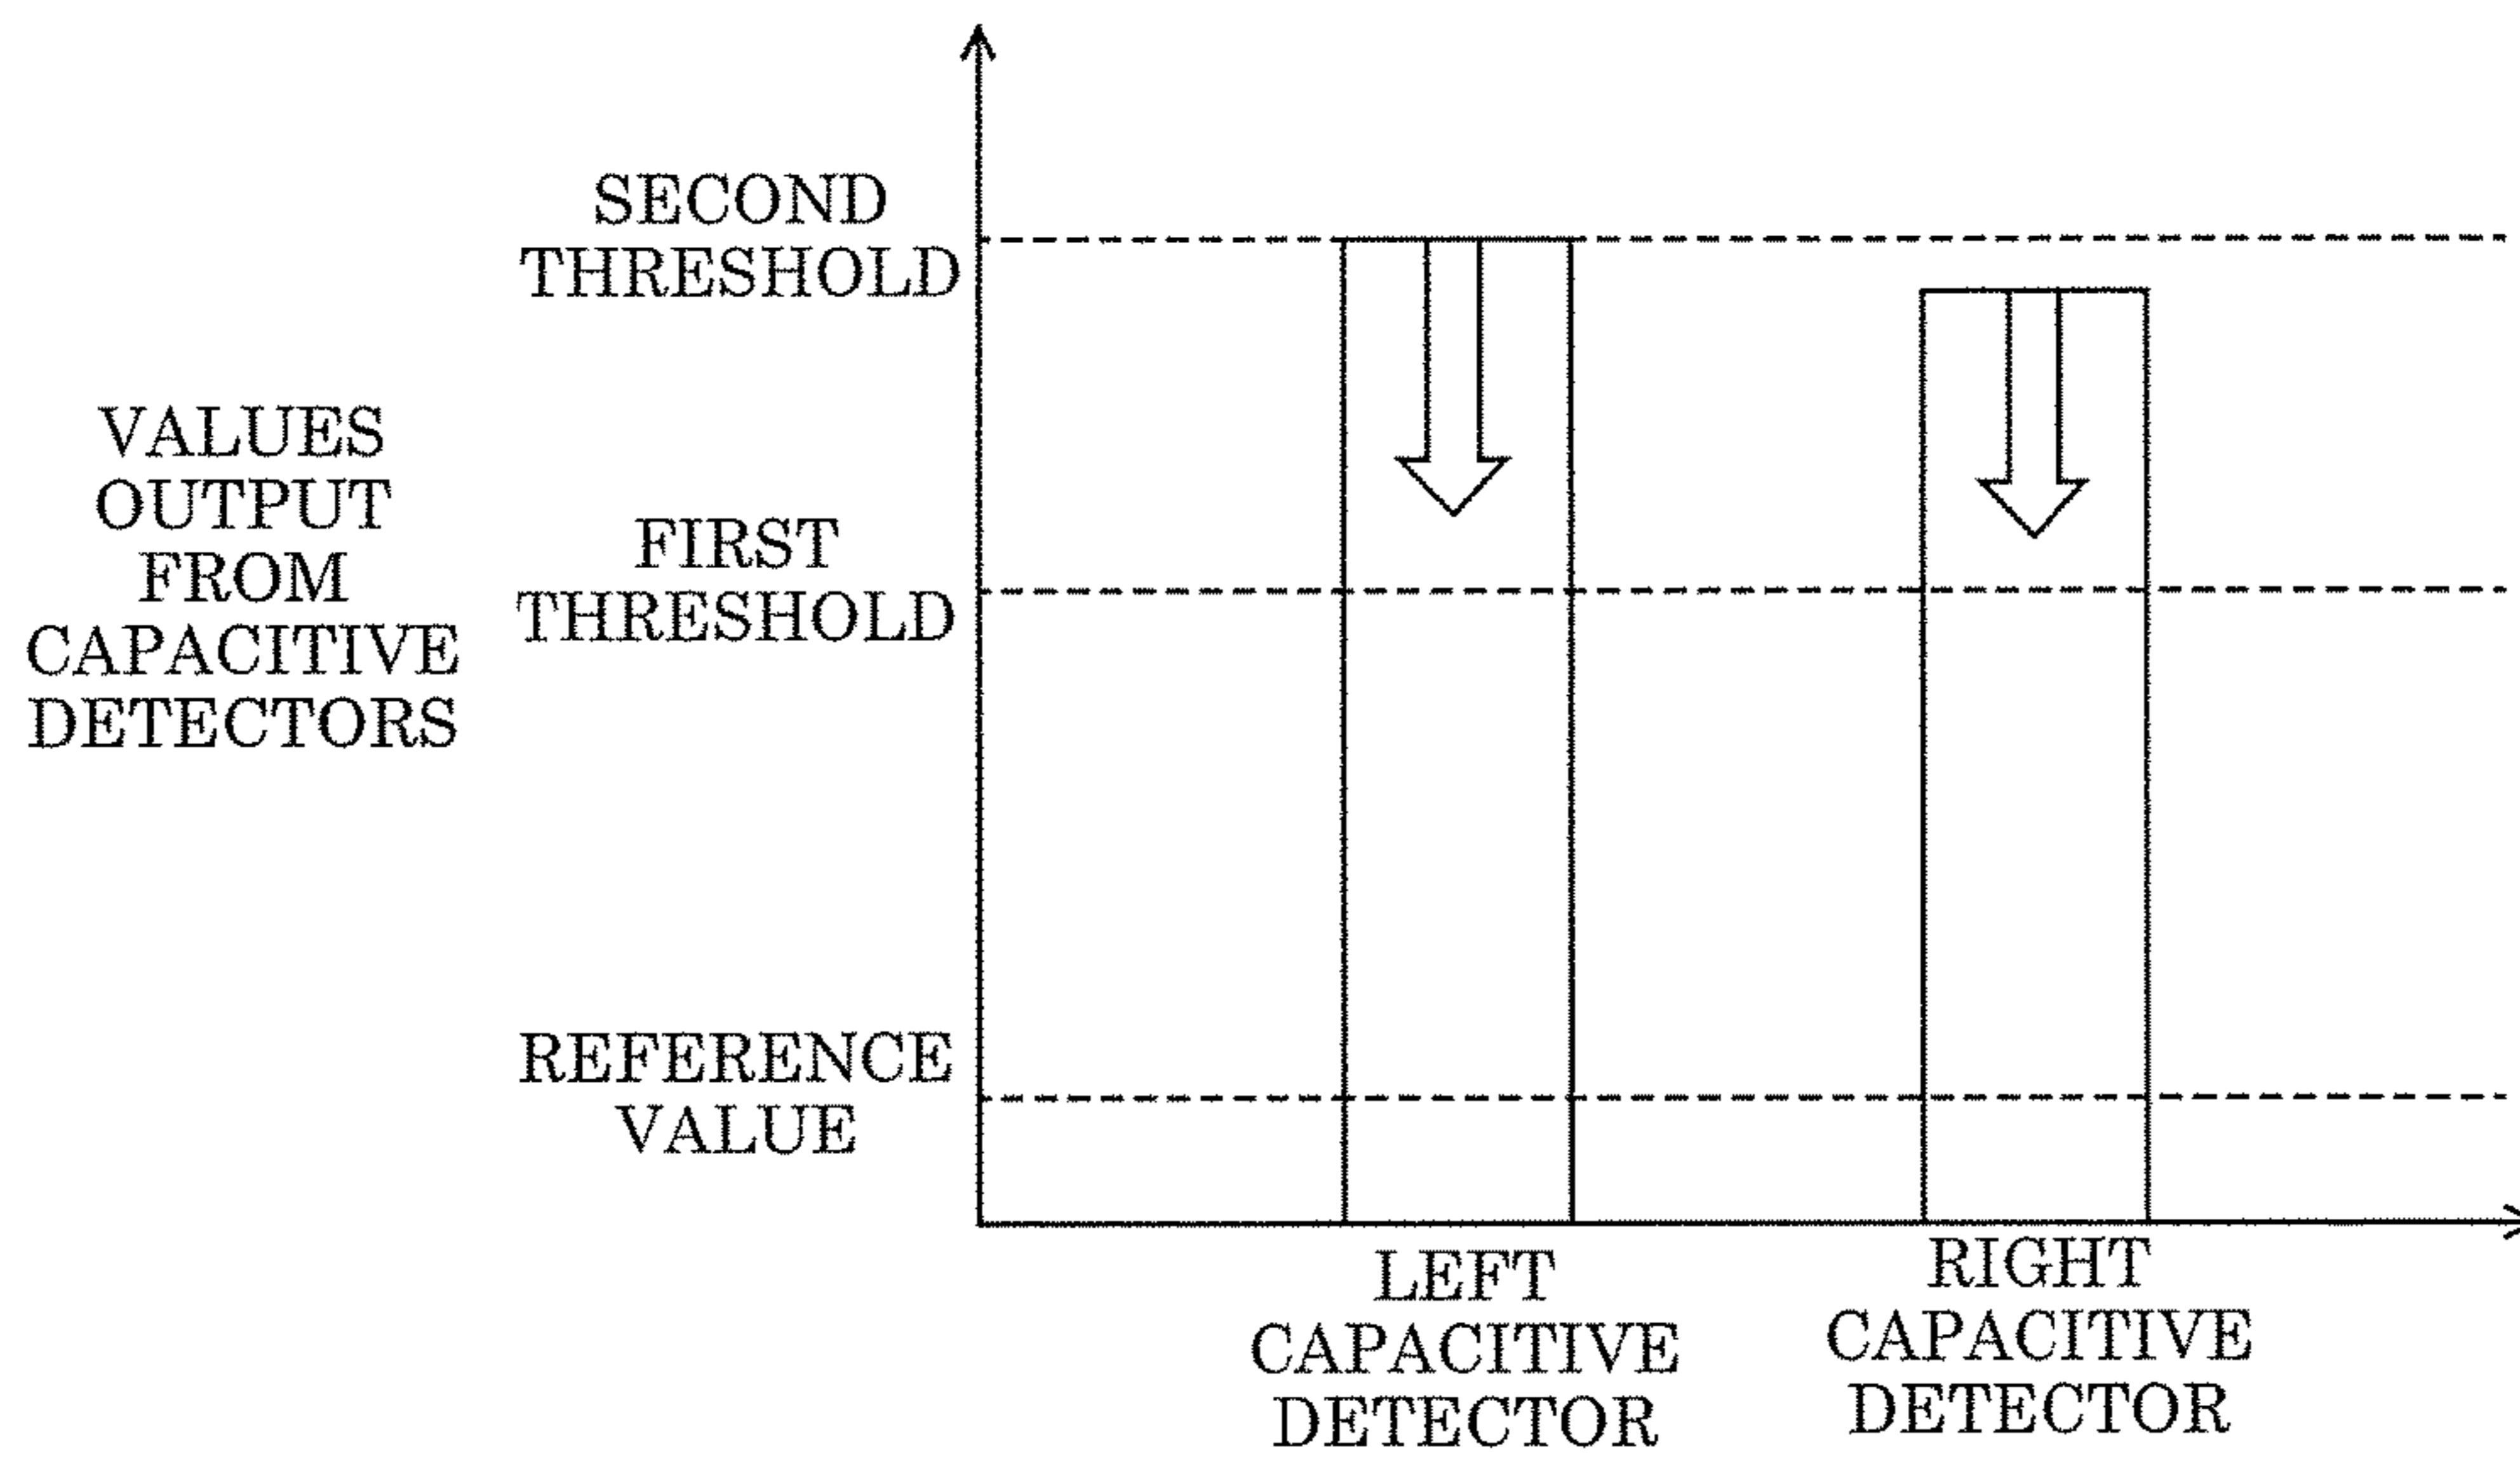 SECOND
THRESHOLD
VALUES
OUTPUT
FROM
CAPACITIVE
DETECTORS
FIRST
THRESHOLD
REFERENCE
VALUE
LEFT
CAPACITIVE
DETECTOR
RIGHT
CAPACITIVE
DETECTOR